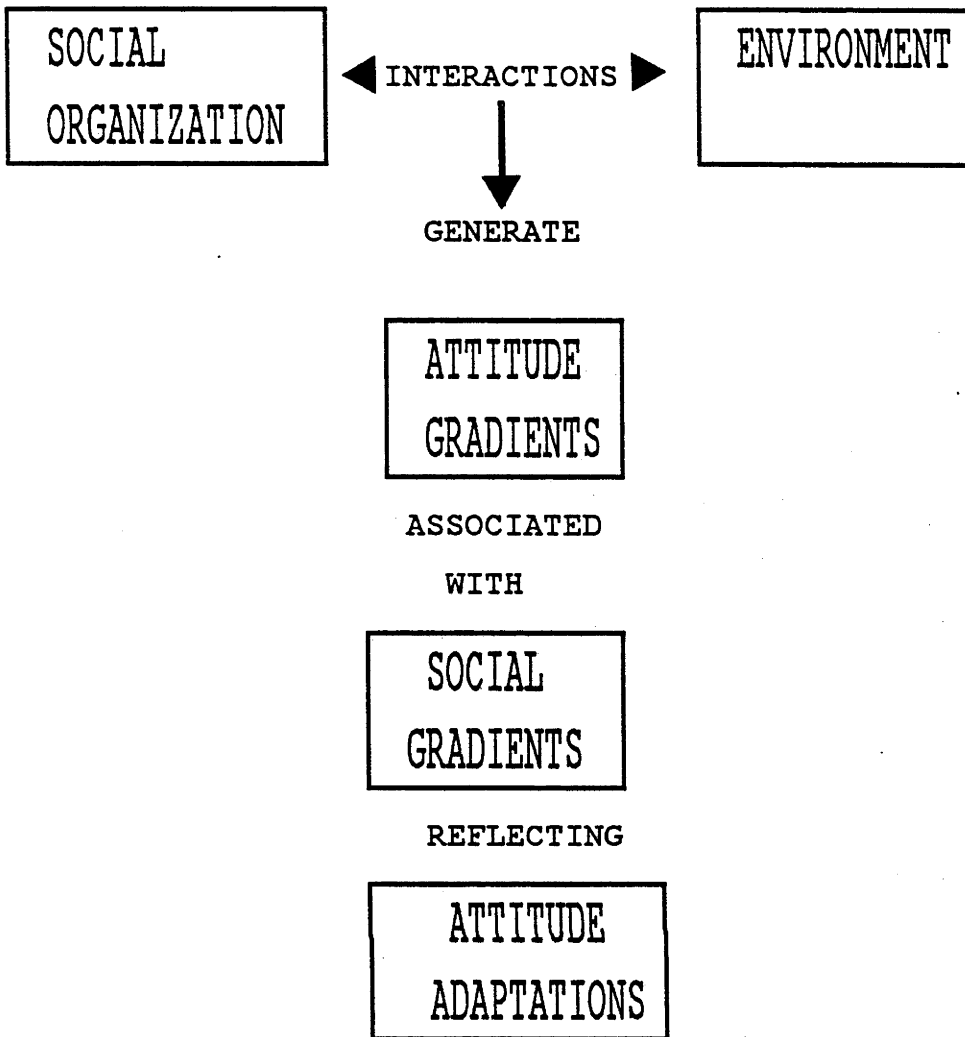 SOCIAL
ORGANIZATION
INTERACTIONS
ENVIRONMENT
GENERATE
ATTITUDE
GRADIENTS
ASSOCIATED
WITH
SOCIAL
GRADIENTS
REFLECTING
ATTITUDE
ADAPTATIONS